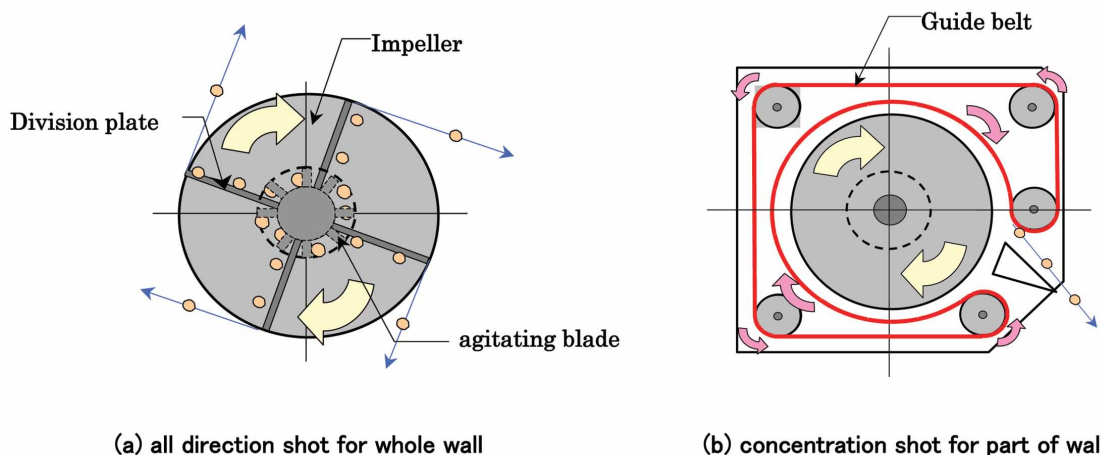 Impeller
Division plate
agitating blade
(a) all direction shot for whole wall
Guide belt
(b) concentration shot for part of wal